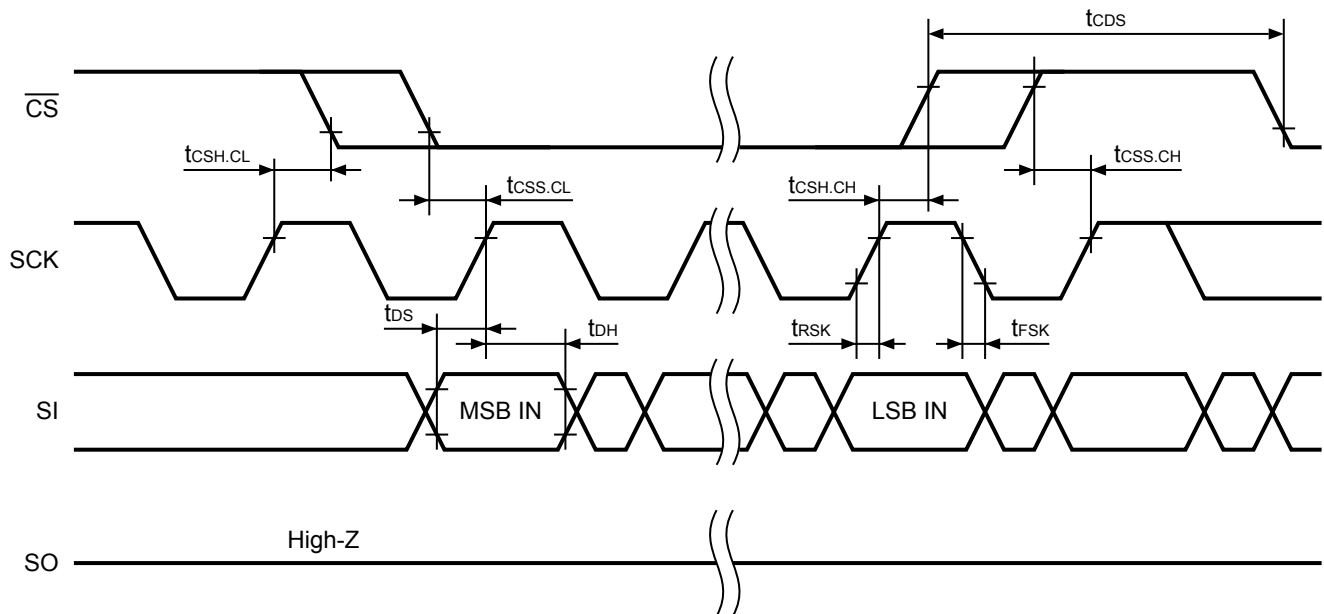 tCDS
CS
tCSH.CL
tCSS.CL
tCSH.CH
tCSS.CH
SCK
tDS
tDH
tRSK
tFSK
SI
MSB IN
LSB IN
High-Z
SO